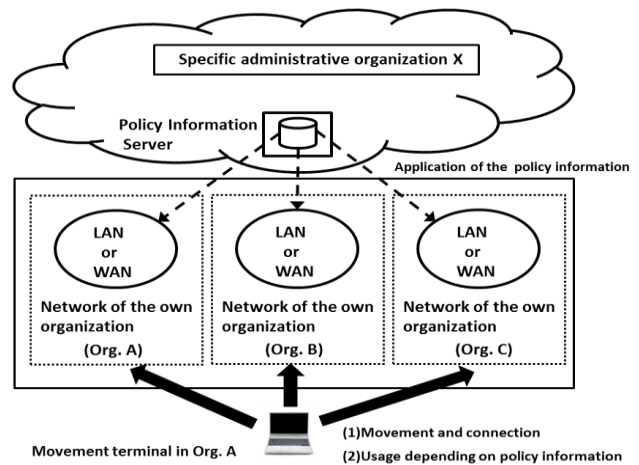 Specific administrative organization X
Policy Information
Server
Application of the policy information
LAN
or
WAN
Network of the own
organization
(Org. A)
LAN
or
WAN
Network of the own
organization
(Org. B)
LAN
or
WAN
Network of the own
organization
(Org. C)
Movement terminal in Org. A
(1)Movement and connection
(2)Usage depending on policy information